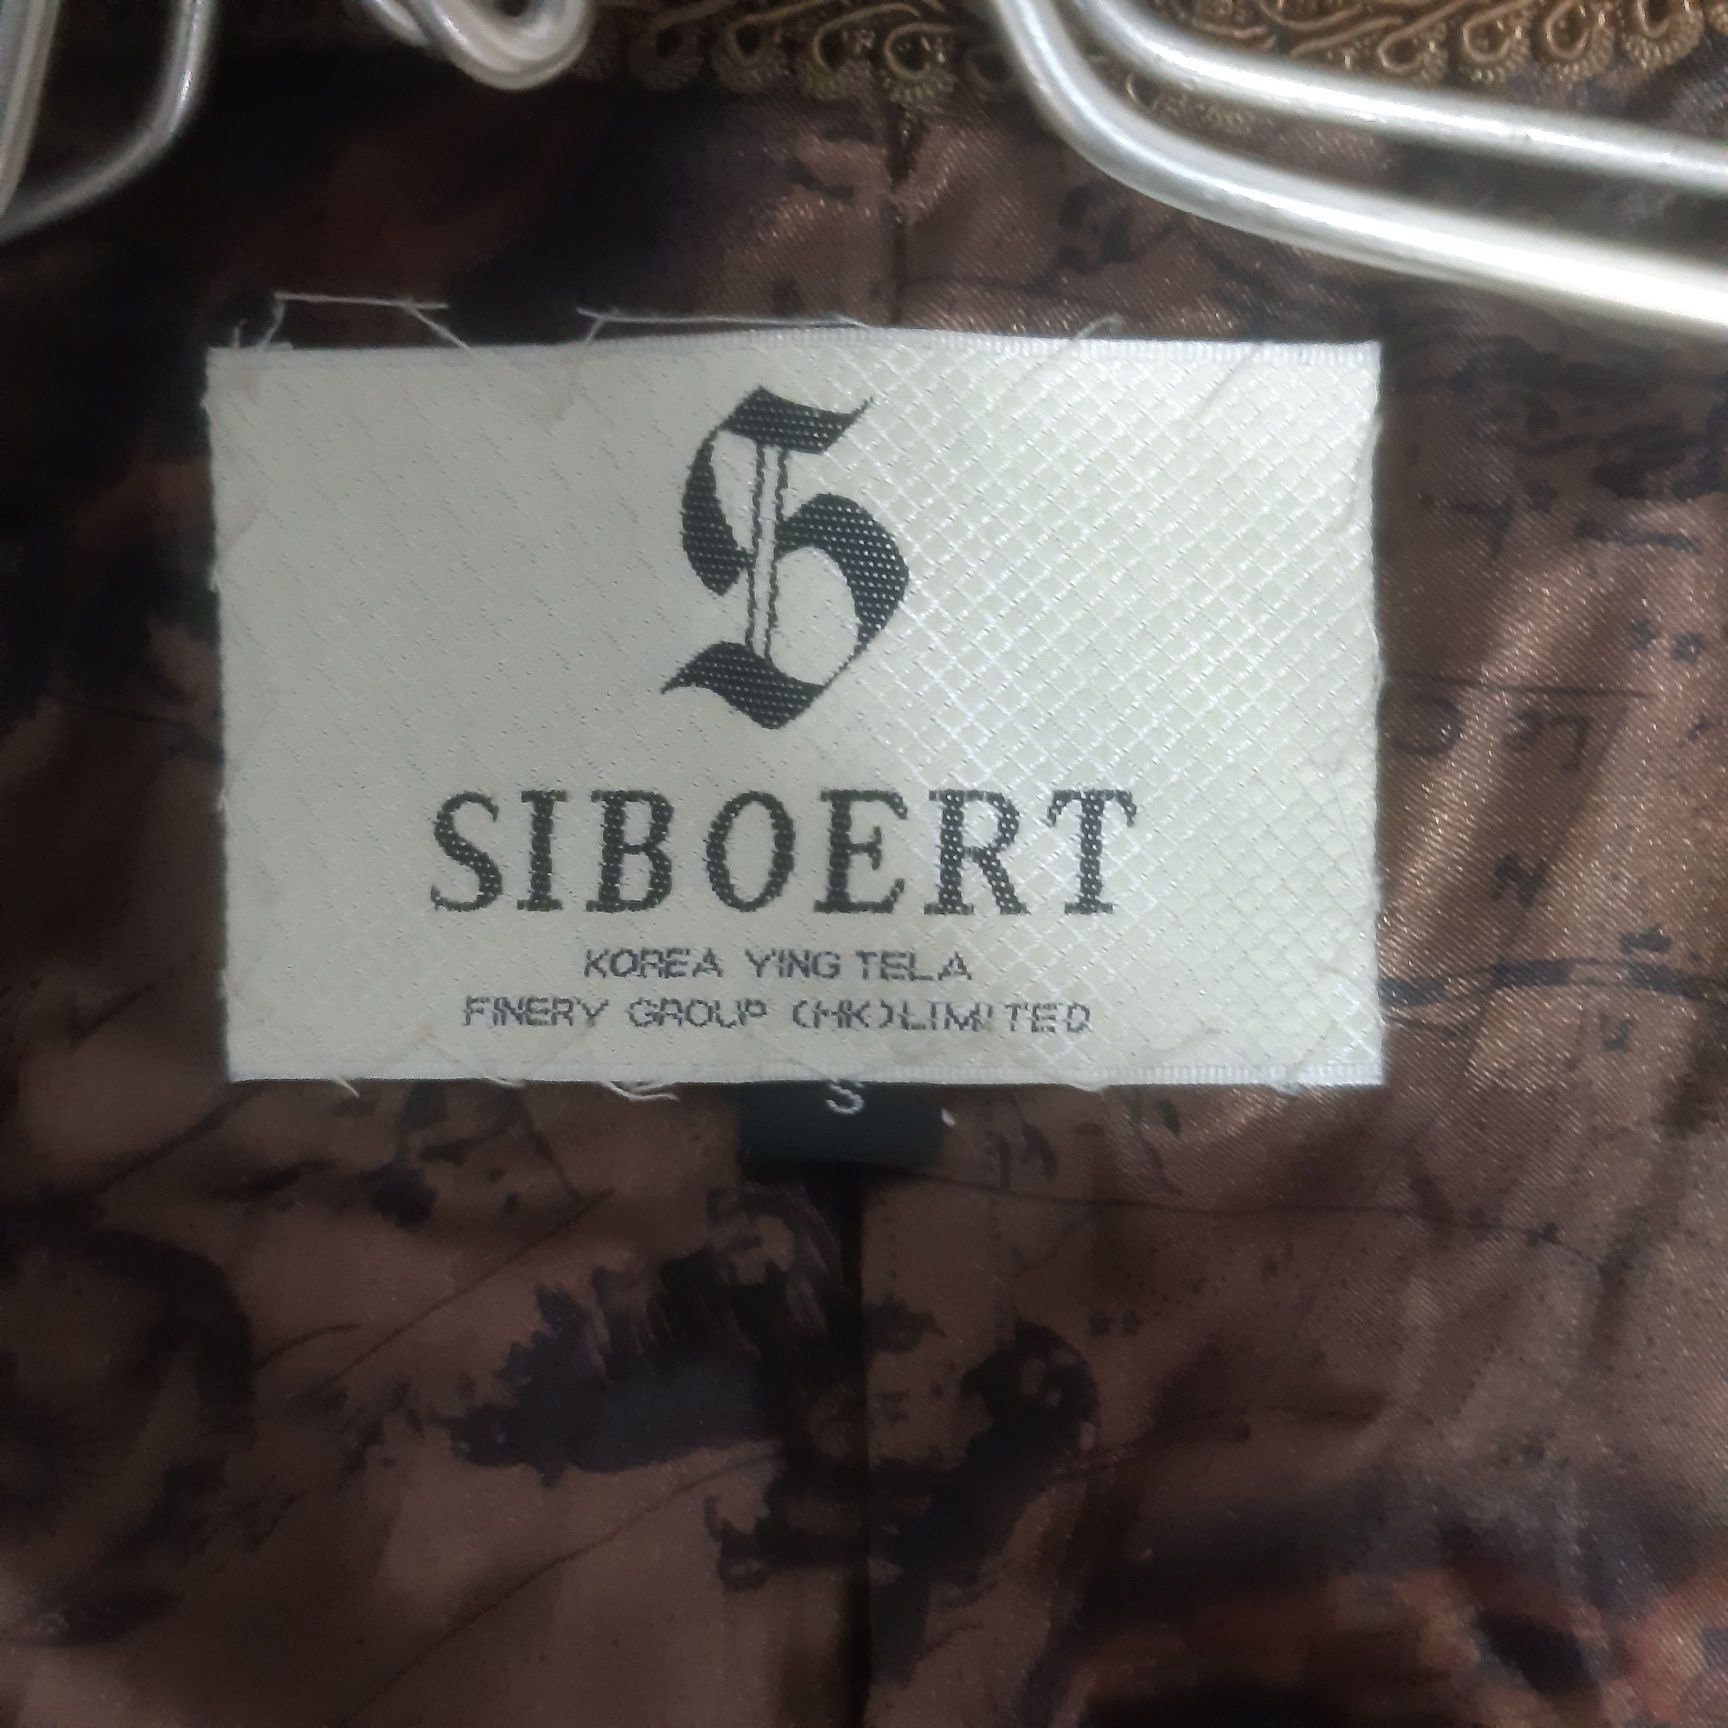 S
SIBOERT
KOREA YING TELA
FINERY GROUP (HK)LIMITED
S